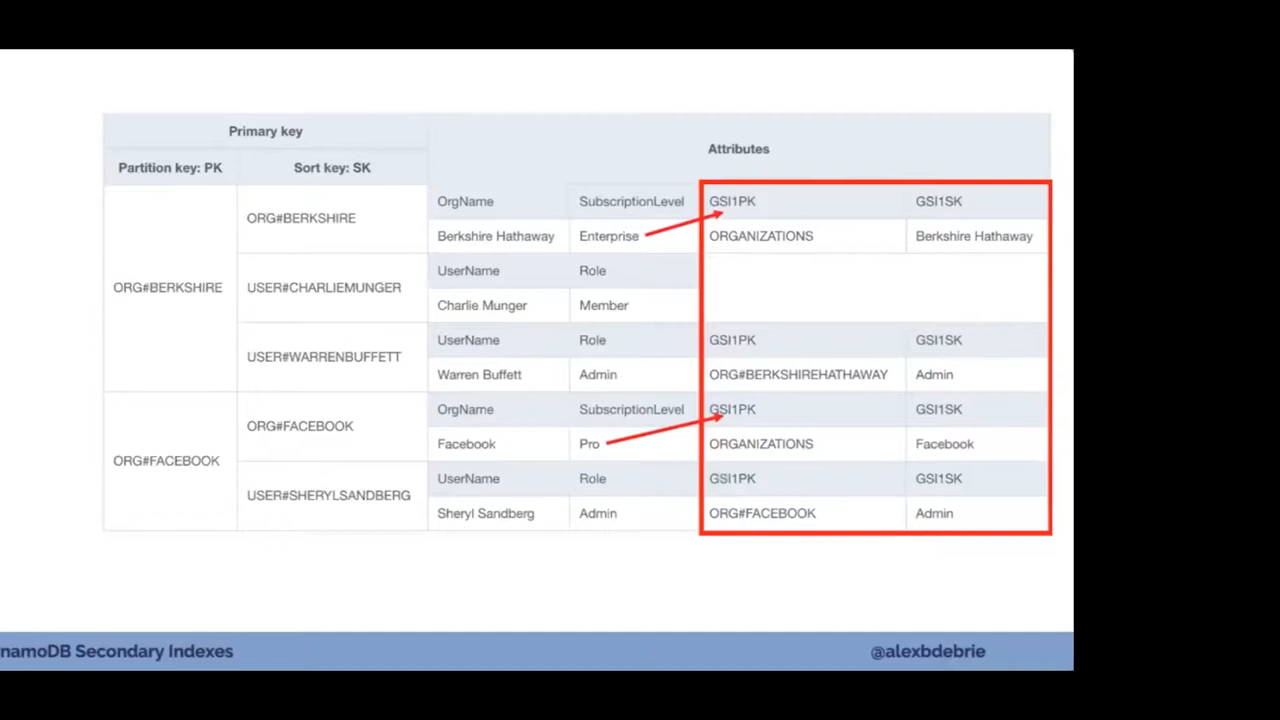 Primary key
Attributes
Partition key: PK Sort key: SK
OrgName SubscriptionLevel GSI1PK GSI1SK
ORG#BERKSHIRE
Berkshire Hathaway Enterprise ORGANIZATIONS Berkshire Hathaway
UserName Role
ORG#BERKSHIRE USER#CHARLIEMUNGER
Charlie Munger Member
UserName Role GSI1PK GSI1SK
USER#WARRENBUFFETT
Warren Buffett Admin ORG#BERKSHIREHATHAWAY Admin
OrgName SubscriptionLevel GSI1PK GSI1SK
ORG#FACEBOOK
Facebook Pro ORGANIZATIONS Facebook
ORG#FACEBOOK
UserName Role GSI1PK GSI1SK
USER#SHERYLSANDBERG
Sheryl Sandberg Admin ORG#FACEBOOK Admin
namoDB Secondary Indexes @alexbdebrie